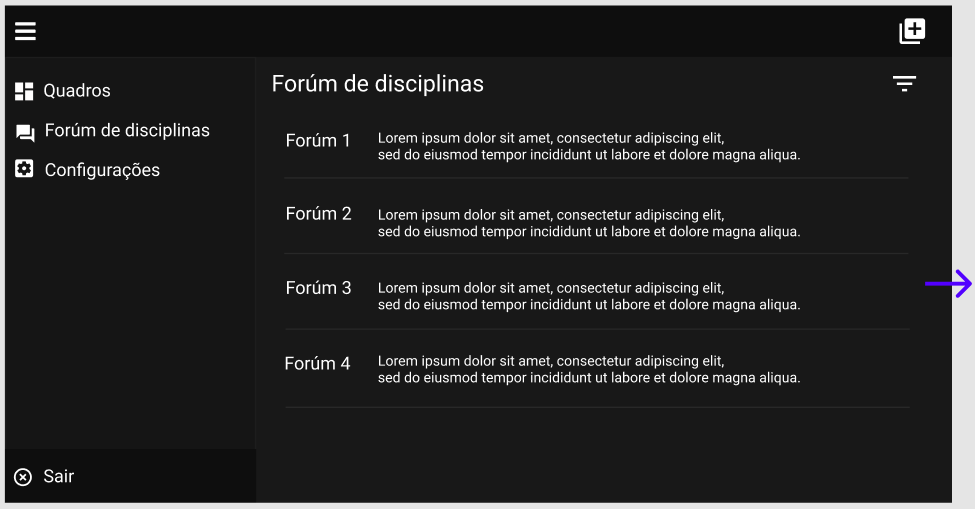 Quadros
Forúm de disciplinas
Configurações
Sair
Forúm de disciplinas
Forúm 1
Lorem ipsum dolor sit amet, consectetur adipiscing elit,
sed do eiusmod tempor incididunt ut labore et dolore magna aliqua.
Forúm 2
Lorem ipsum dolor sit amet, consectetur adipiscing elit,
sed do eiusmod tempor incididunt ut labore et dolore magna aliqua.
Forúm 3
Lorem ipsum dolor sit amet, consectetur adipiscing elit,
sed do eiusmod tempor incididunt ut labore et dolore magna aliqua.
Forúm 4
Lorem ipsum dolor sit amet, consectetur adipiscing elit,
sed do eiusmod tempor incididunt ut labore et dolore magna aliqua.